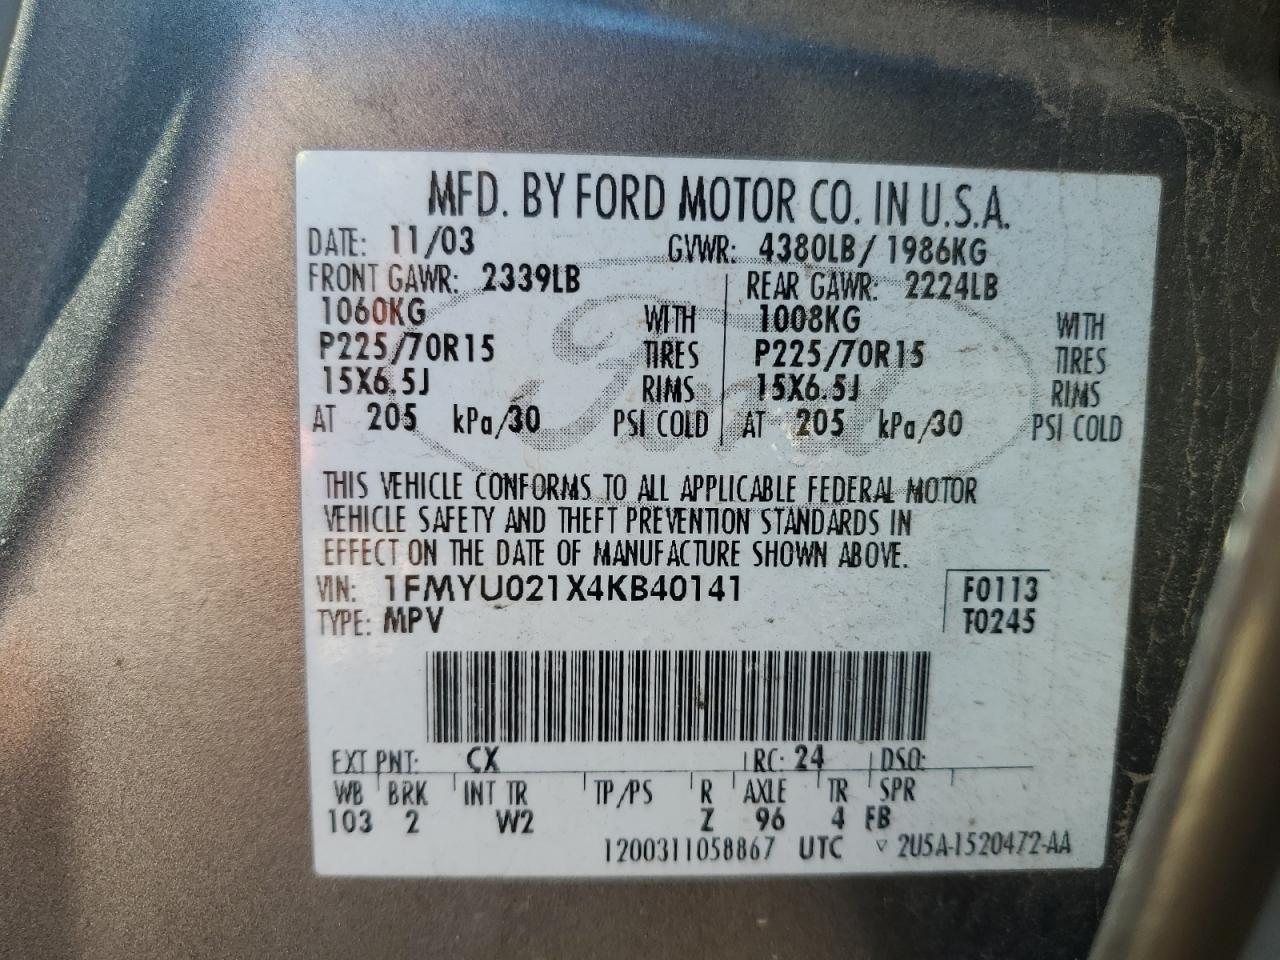 MFD. BY FORD MOTOR CO. IN U.S.A.
DATE: 11/03 GVWR: 4380LB/ 1986KG
FRONT GAWR: 2339LB REAR GAWR: 2224LB
1060KG WITH 1008KG WITH
P225/70R15 TIRES P225/70R15 TIRES
15X6.5J RIMS 15X6.5J RIMS
AT 205 kPa/30 PSI COLD AT 205 kPa/30 PSI COLD
Ford
THIS VEHICLE CONFORMS TO ALL APPLICABLE FEDERAL MOTOR
VEHICLE SAFETY AND THEFT PREVENTION STANDARDS IN
EFFECT ON THE DATE OF MANUFACTURE SHOWN ABOVE.
VIN: 1FMYU021X4KB40141 F0113
TYPE: MPV T0245
EXT PNT: CX RC: 24 DSO:
WB BRK INT TR TP/PS R AXLE TR SPR
103 2 W2 Z 96 4 FB
1200311058867 UTC ▽ 2U5A-1520472-AA